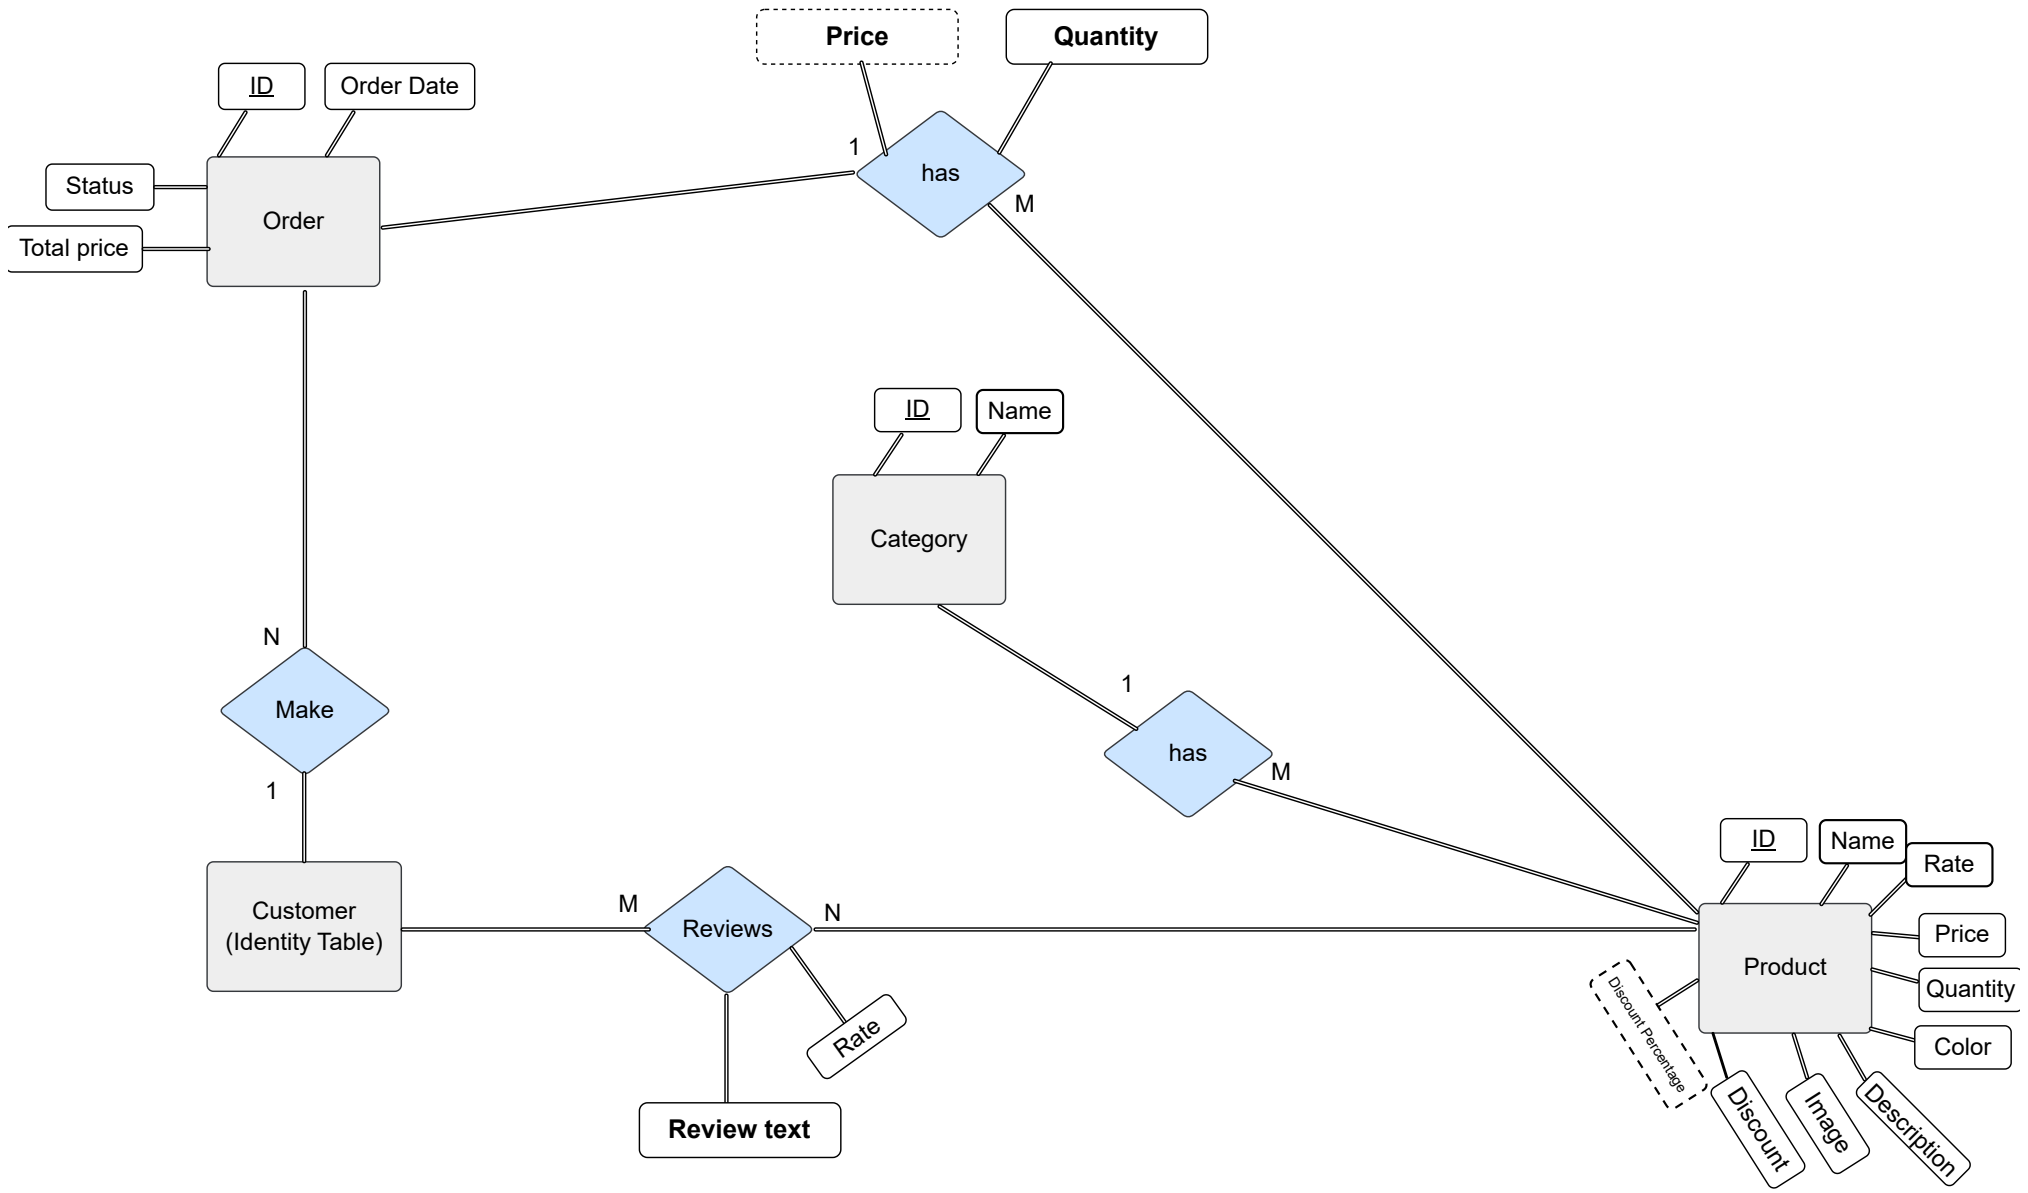 Price
Quantity
ID
Order Date
Status
Total price
Order
1
has
M
ID
Name
Category
N
Make
1
1
has
M
Customer
(Identity Table)
M
Reviews
N
Rate
Review text
ID
Name
Rate
Price
Product
Quantity
Color
Discount Percentage
Discount
Image
Description